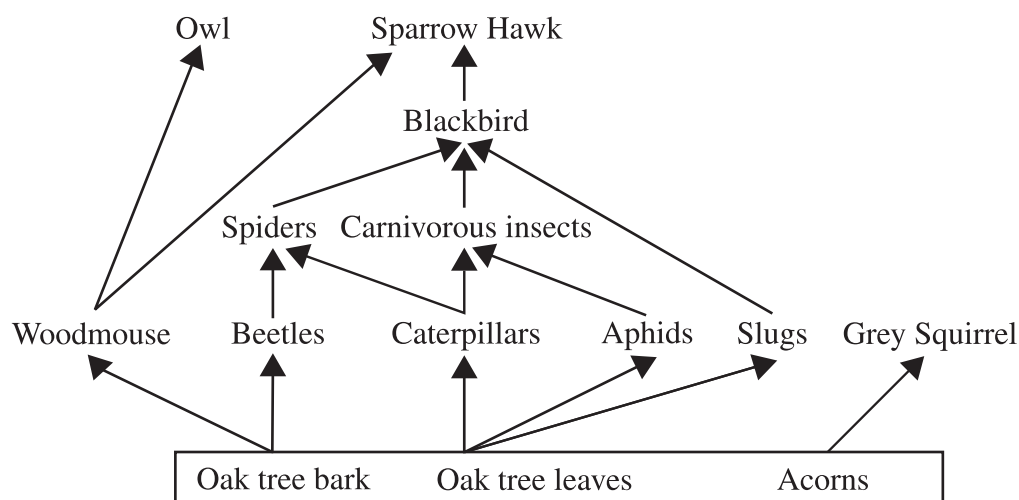 Owl Sparrow Hawk
Blackbird
Spiders Carnivorous insects
Woodmouse Beetles Caterpillars Aphids Slugs Grey Squirrel
Oak tree bark Oak tree leaves Acorns